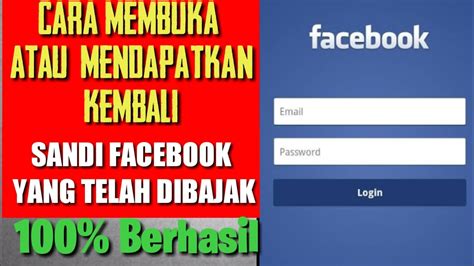 CARA MEMBUKA
ATAU MENDAPATKAN
KEMBALI
SANDI FACEBOOK
YANG TELAH DIBAJAK
100% Berhasil
facebook
Email
Password
Login